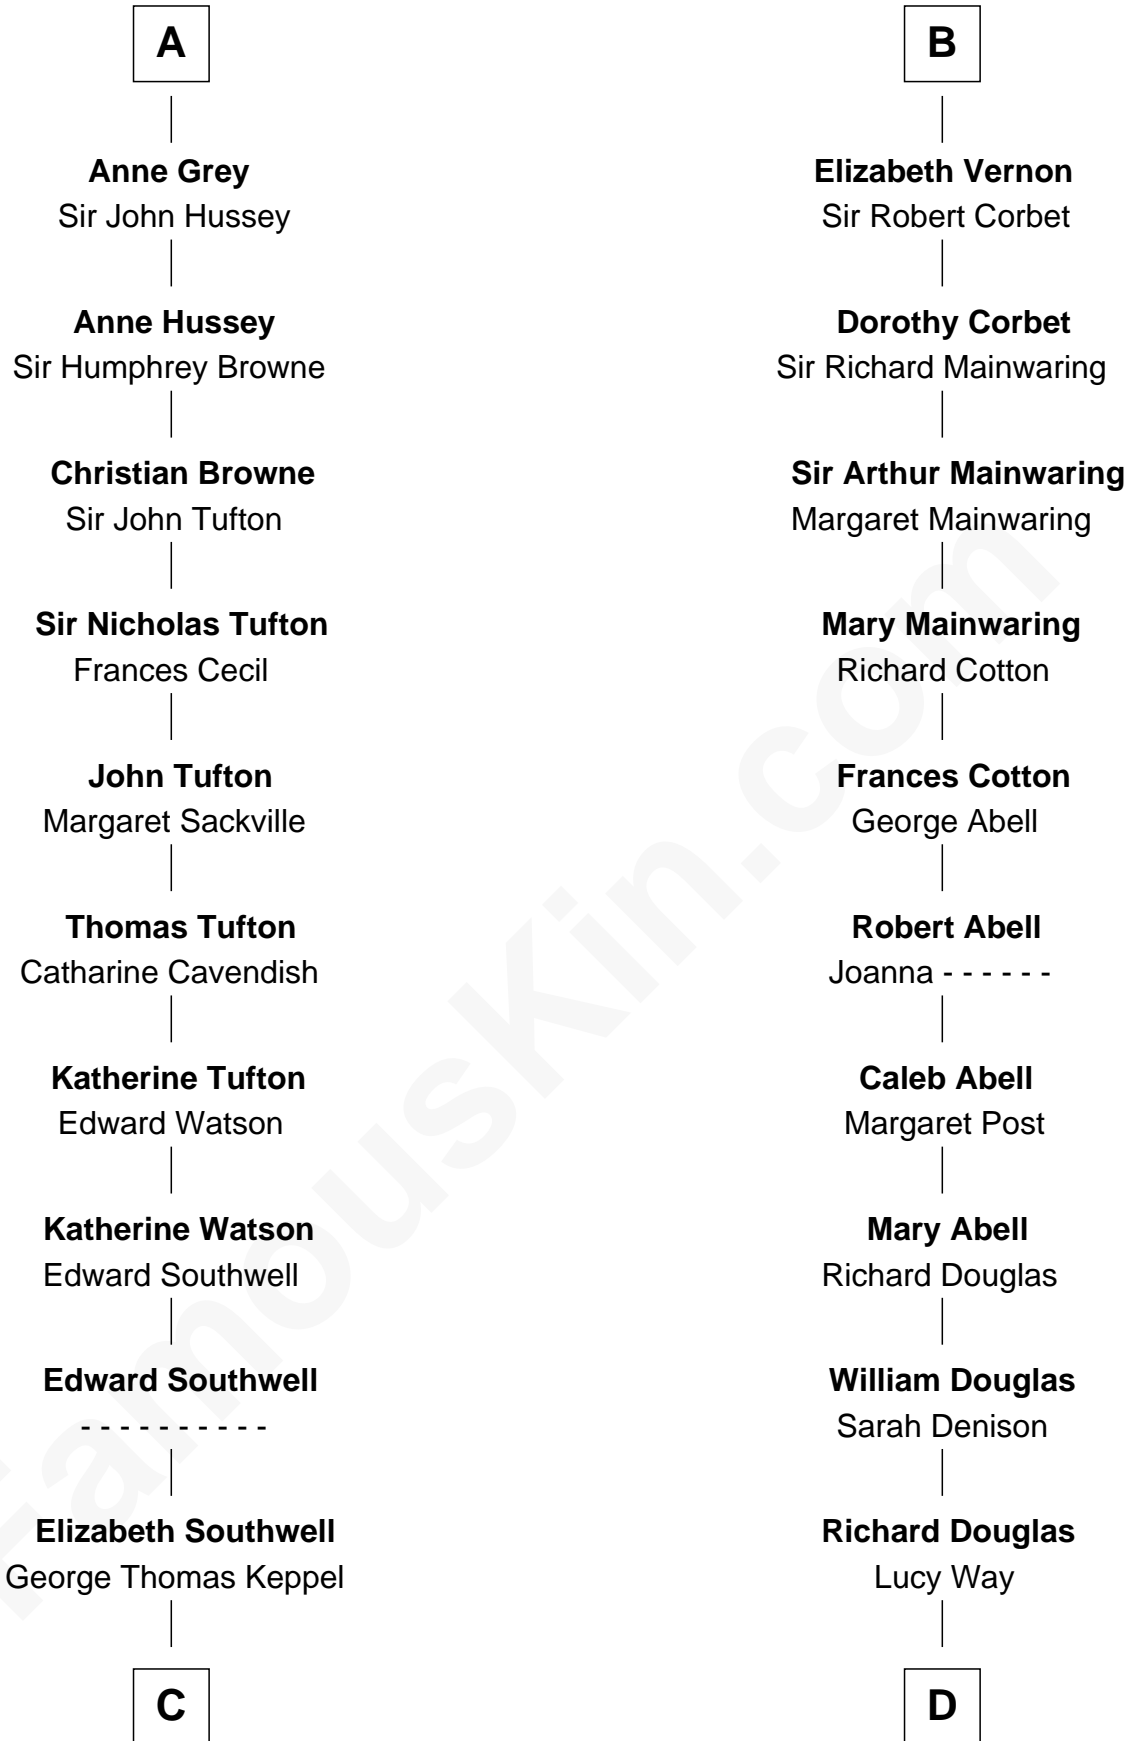 A
Anne Grey
Sir John Hussey
Anne Hussey
Sir Humphrey Browne
Christian Browne
Sir John Tufton
Sir Nicholas Tufton
Frances Cecil
John Tufton
Margaret Sackville
Thomas Tufton
Catharine Cavendish
Katherine Tufton
Edward Watson
Katherine Watson
Edward Southwell
Edward Southwell
- - - - - - - - - -
Elizabeth Southwell
George Thomas Keppel
C
B
Elizabeth Vernon
Sir Robert Corbet
Dorothy Corbet
Sir Richard Mainwaring
Sir Arthur Mainwaring
Margaret Mainwaring
Mary Mainwaring
Richard Cotton
Frances Cotton
George Abell
Robert Abell
Joanna - - - - - -
Caleb Abell
Margaret Post
Mary Abell
Richard Douglas
William Douglas
Sarah Denison
Richard Douglas
Lucy Way
D
FamousKin.com